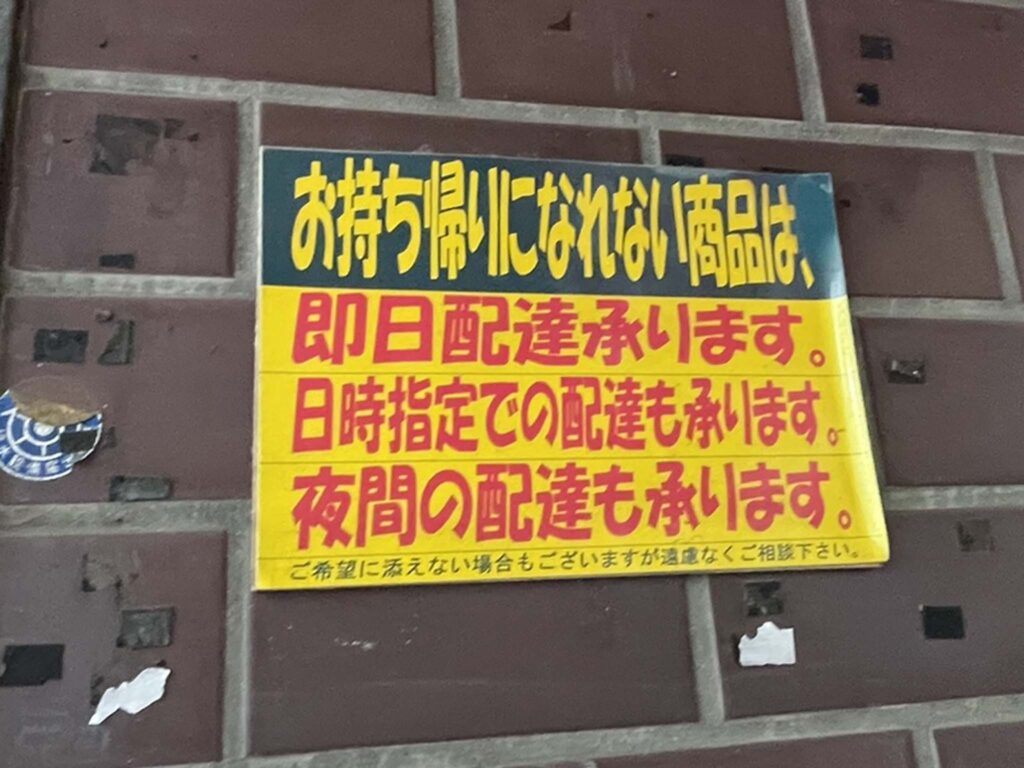 お持ち帰りになれない商品は、
即日配達承ります。
日時指定での配達も承ります。
夜間の配達も承ります。
ご希望に添えない場合もございますが遠慮なくご相談下さい。